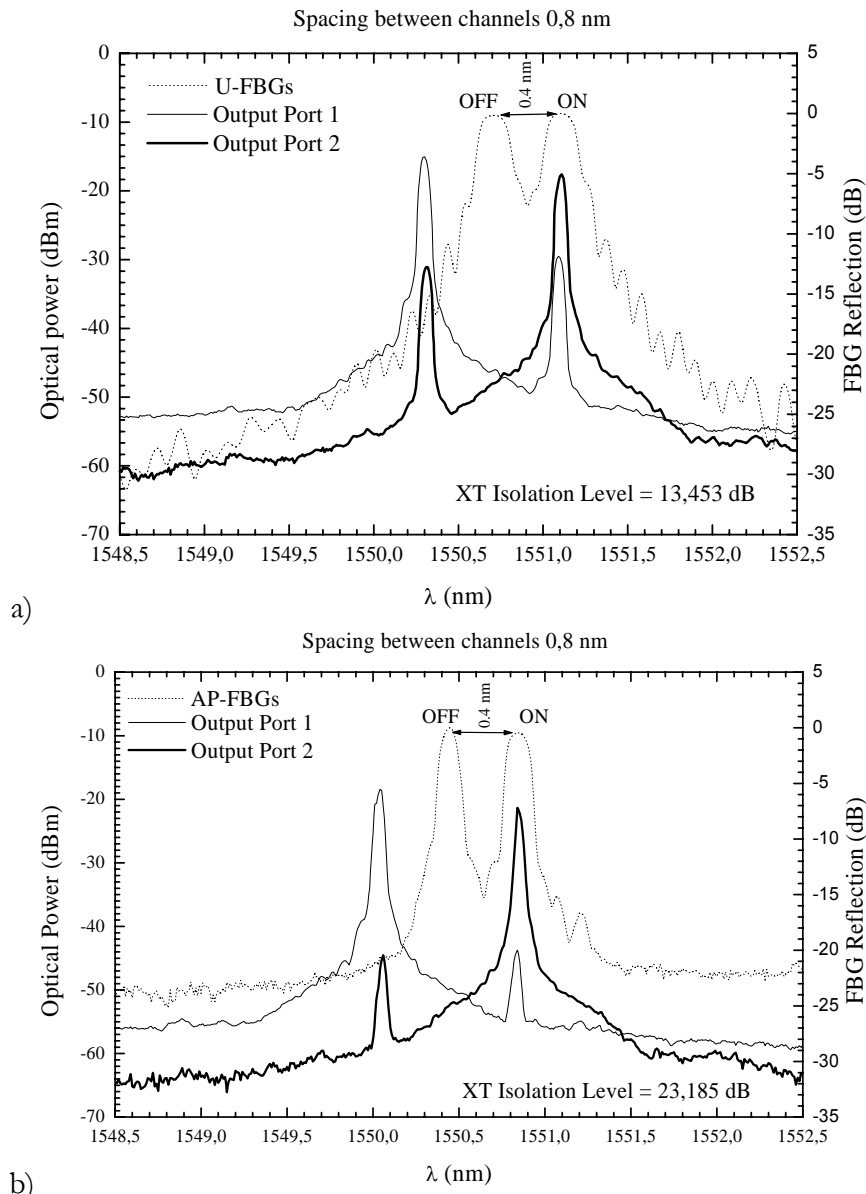 Spacing between channels 0,8 nm
0
-10
-20
-30
-40
-50
-60
-70
Optical power (dBm)
U-FBGs
Output Port 1
Output Port 2
OFF
0.4 nm
ON
XT Isolation Level = 13,453 dB
5
0
-5
-10
-15
-20
-25
-30
-35
FBG Reflection (dB)
1548,5 1549,0 1549,5 1550,0 1550,5 1551,0 1551,5 1552,0 1552,5
λ (nm)
a)
Spacing between channels 0,8 nm
0
-10
-20
-30
-40
-50
-60
-70
Optical Power (dBm)
AP-FBGs
Output Port 1
Output Port 2
OFF
0.4 nm
ON
XT Isolation Level = 23,185 dB
5
0
-5
-10
-15
-20
-25
-30
-35
FBG Reflection (dB)
1548,5 1549,0 1549,5 1550,0 1550,5 1551,0 1551,5 1552,0 1552,5
λ (nm)
b)